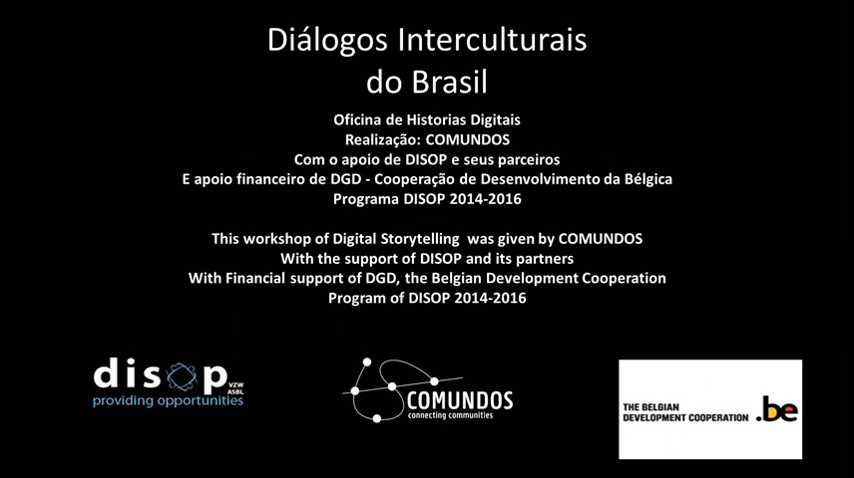 Diálogos Interculturais
do Brasil
Oficina de Historias Digitais
Realização: COMUNDOS
Com o apoio de DISOP e seus parceiros
E apoio financeiro de DGD - Cooperação de Desenvolvimento da Bélgica
Programa DISOP 2014-2016
This workshop of Digital Storytelling was given by COMUNDOS
With the support of DISOP and its partners
With Financial support of DGD, the Belgian Development Cooperation
Program of DISOP 2014-2016
disop
VZW
ASBL
providing opportunities
COMUNDOS
connecting communities
THE BELGIAN
DEVELOPMENT COOPERATION .be